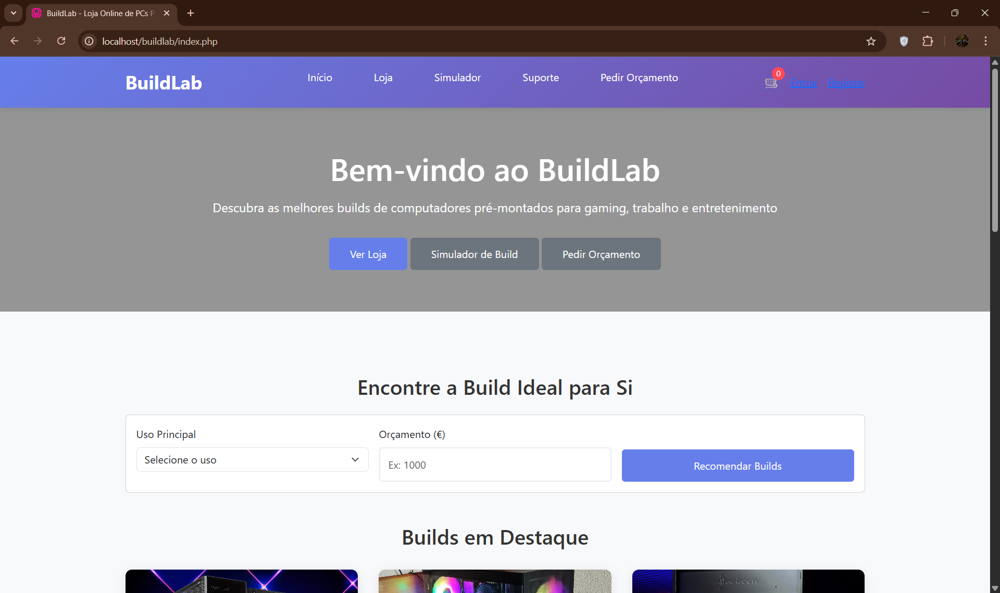 BuildLab - Loja Online de PCs P
localhost/buildlab/index.php
BuildLab
Início
Loja
Simulador
Suporte
Pedir Orçamento
0
Entrar
Registar
Bem-vindo ao BuildLab
Descubra as melhores builds de computadores pré-montados para gaming, trabalho e entretenimento
Ver Loja
Simulador de Build
Pedir Orçamento
Encontre a Build Ideal para Si
Uso Principal
Orçamento (€)
Selecione o uso
Ex: 1000
Recomendar Builds
Builds em Destaque
Sharkoon